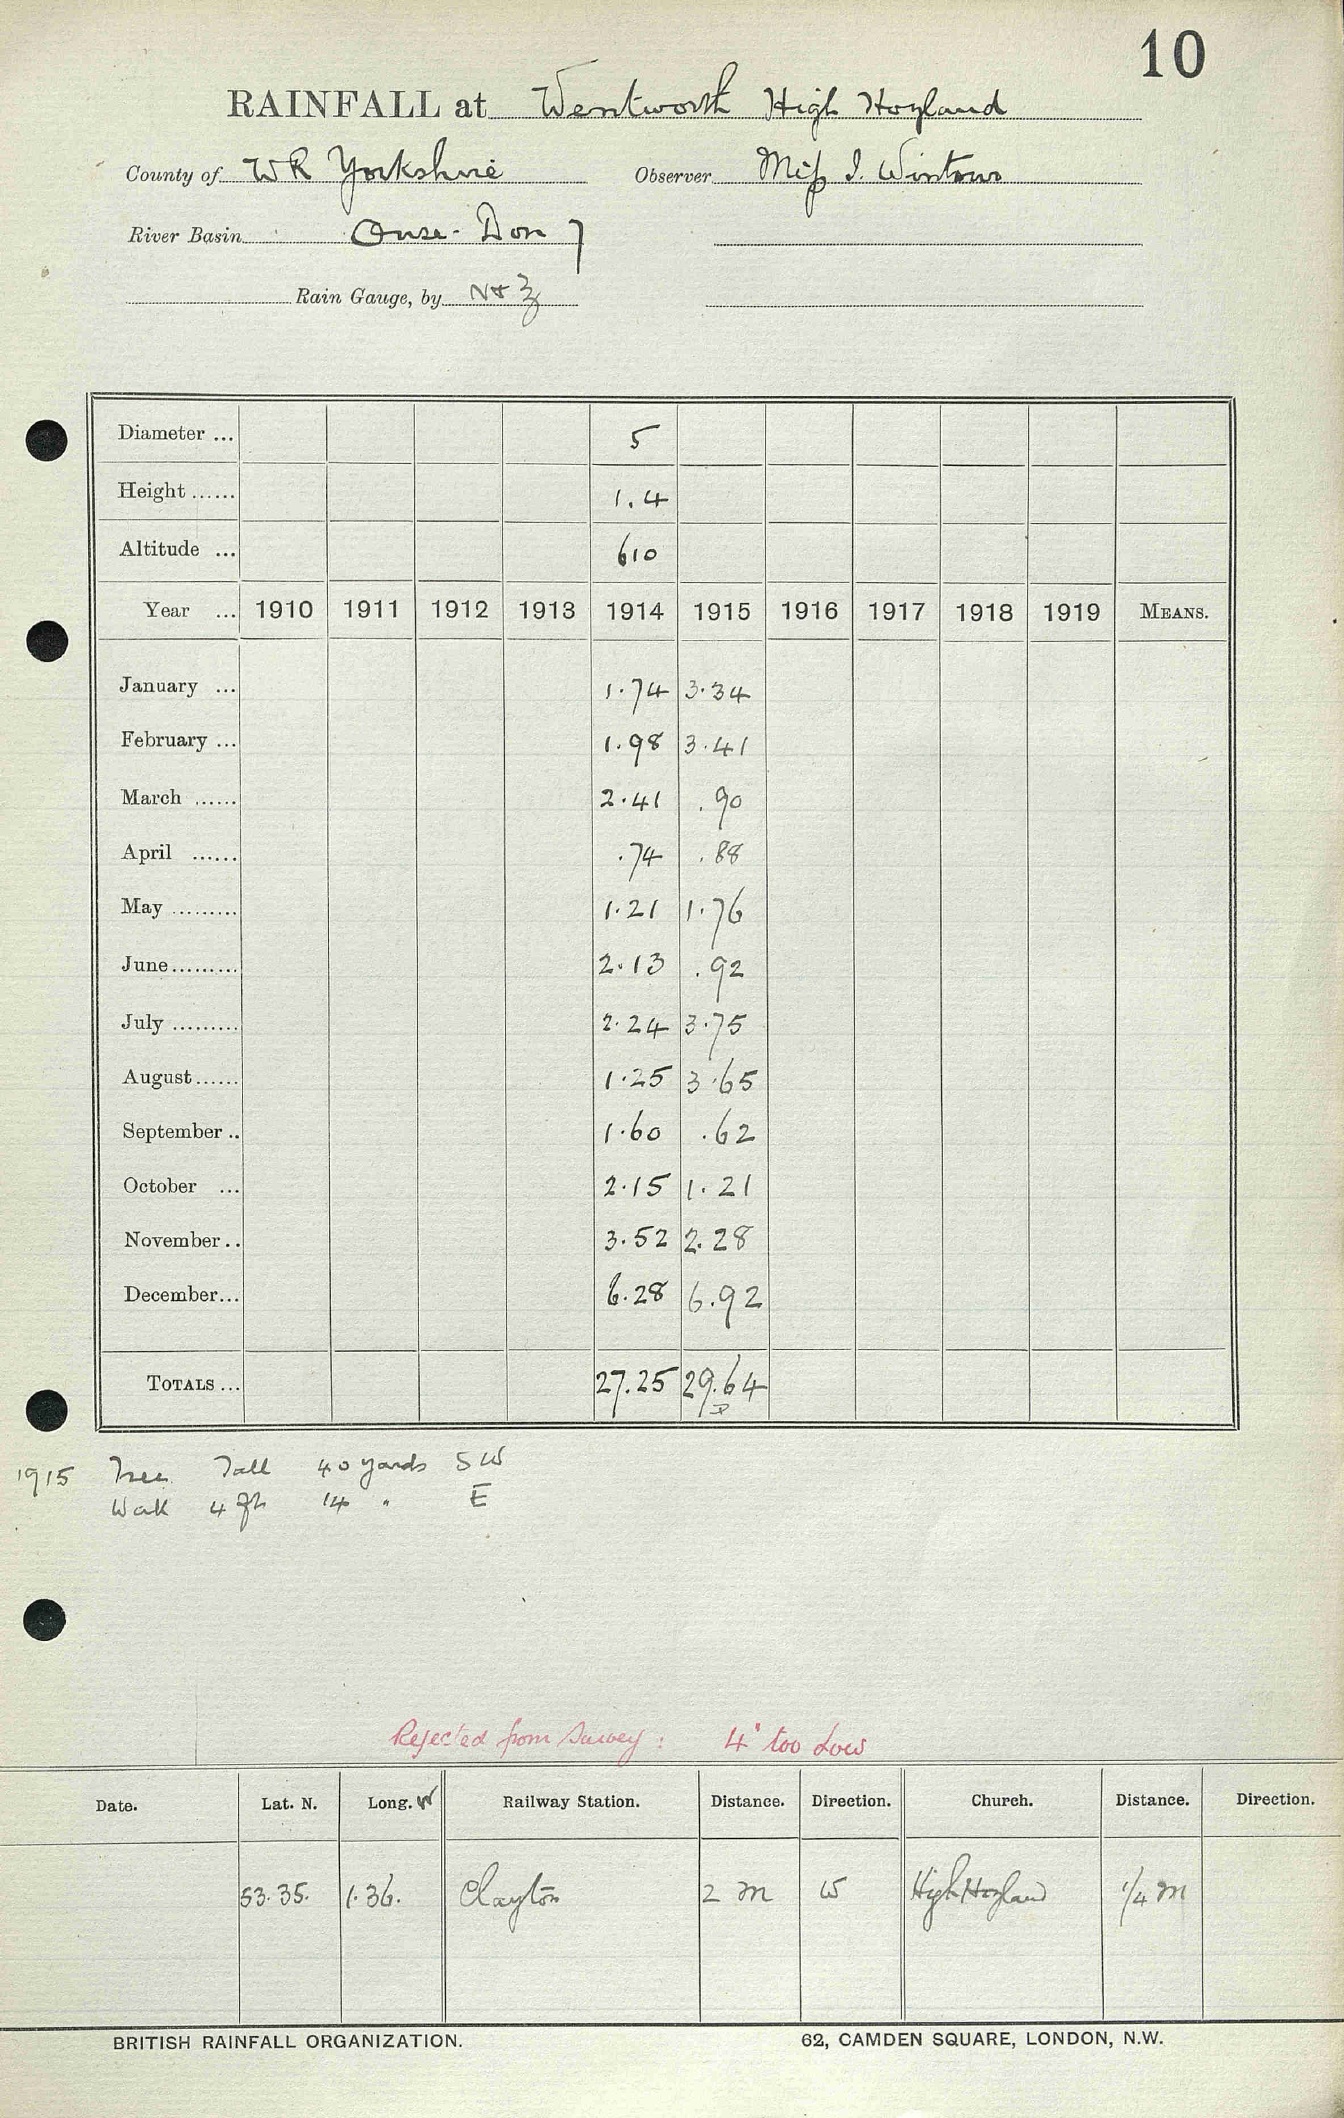 10
RAINFALL at Wentworth High Hoyland
County of WR Yorkshire Observer Miss I.
River Basin Ouse-Don 7
Rain Gauge, by N & Z
Diameter ... 5
Height ...... 1.4
Altitude ... 610
Year ... 1910 1911 1912 1913 1914 1915 1916 1917 1918 1919 MEANS.
January ... 1.74 3.34
February ... 1.98 3.41
March ...... 2.41 .90
April ...... .74 .88
May ......... 1.21 1.76
June......... 2.13 .92
July ......... 2.24 3.75
August...... 1.25 3.65
September .. 1.60 .62
October ... 2.15 1.21
November .. 3.52 2.28
December... 6.28 6.92
TOTALS ... 27.25 29.64
1915 Tree Tall 40 yards SW
Wall 4 ft 14 " E
Rejected from Survey: 4" too Low
Date. Lat. N. Long. W Railway Station. Distance. Direction. Church. Distance. Direction.
53.35. 1.36. Clayton 2 m W High Hoyland 1/4 m
BRITISH RAINFALL ORGANIZATION. 62, CAMDEN SQUARE, LONDON, N.W.